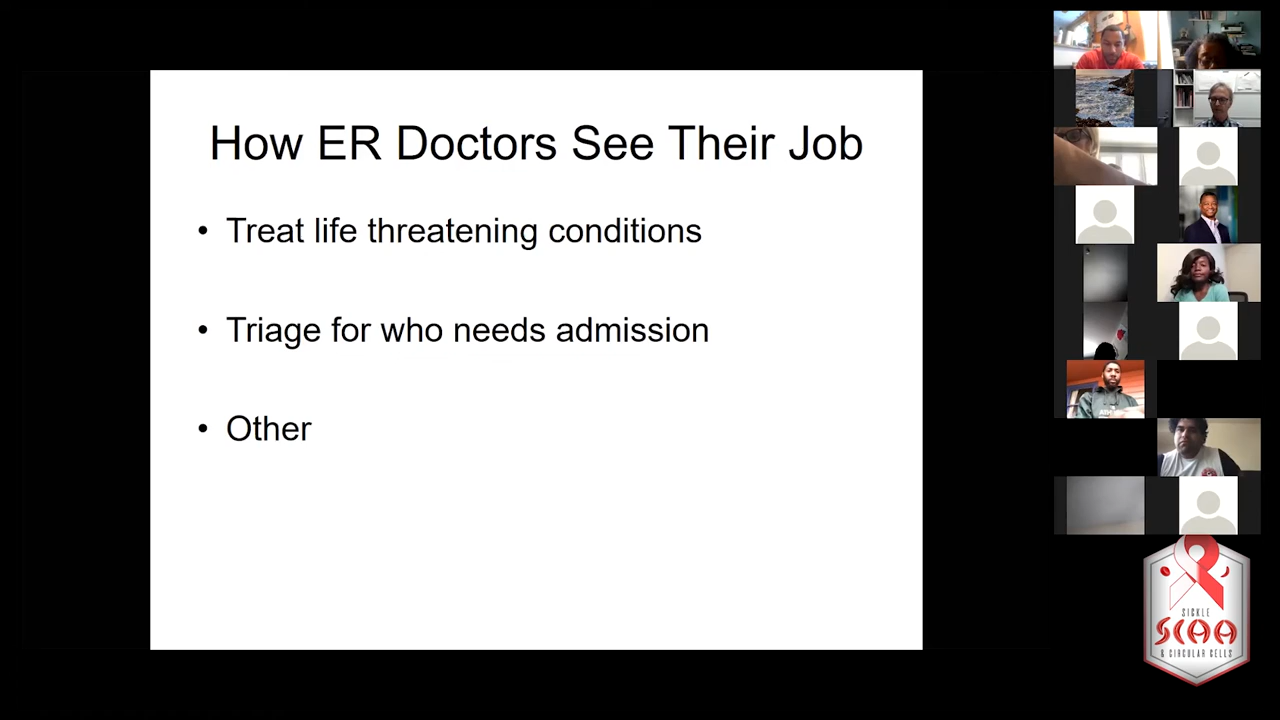 How ER Doctors See Their Job
• Treat life threatening conditions
• Triage for who needs admission
• Other
SICKLE
SCAA
& CIRCULAR CELLS